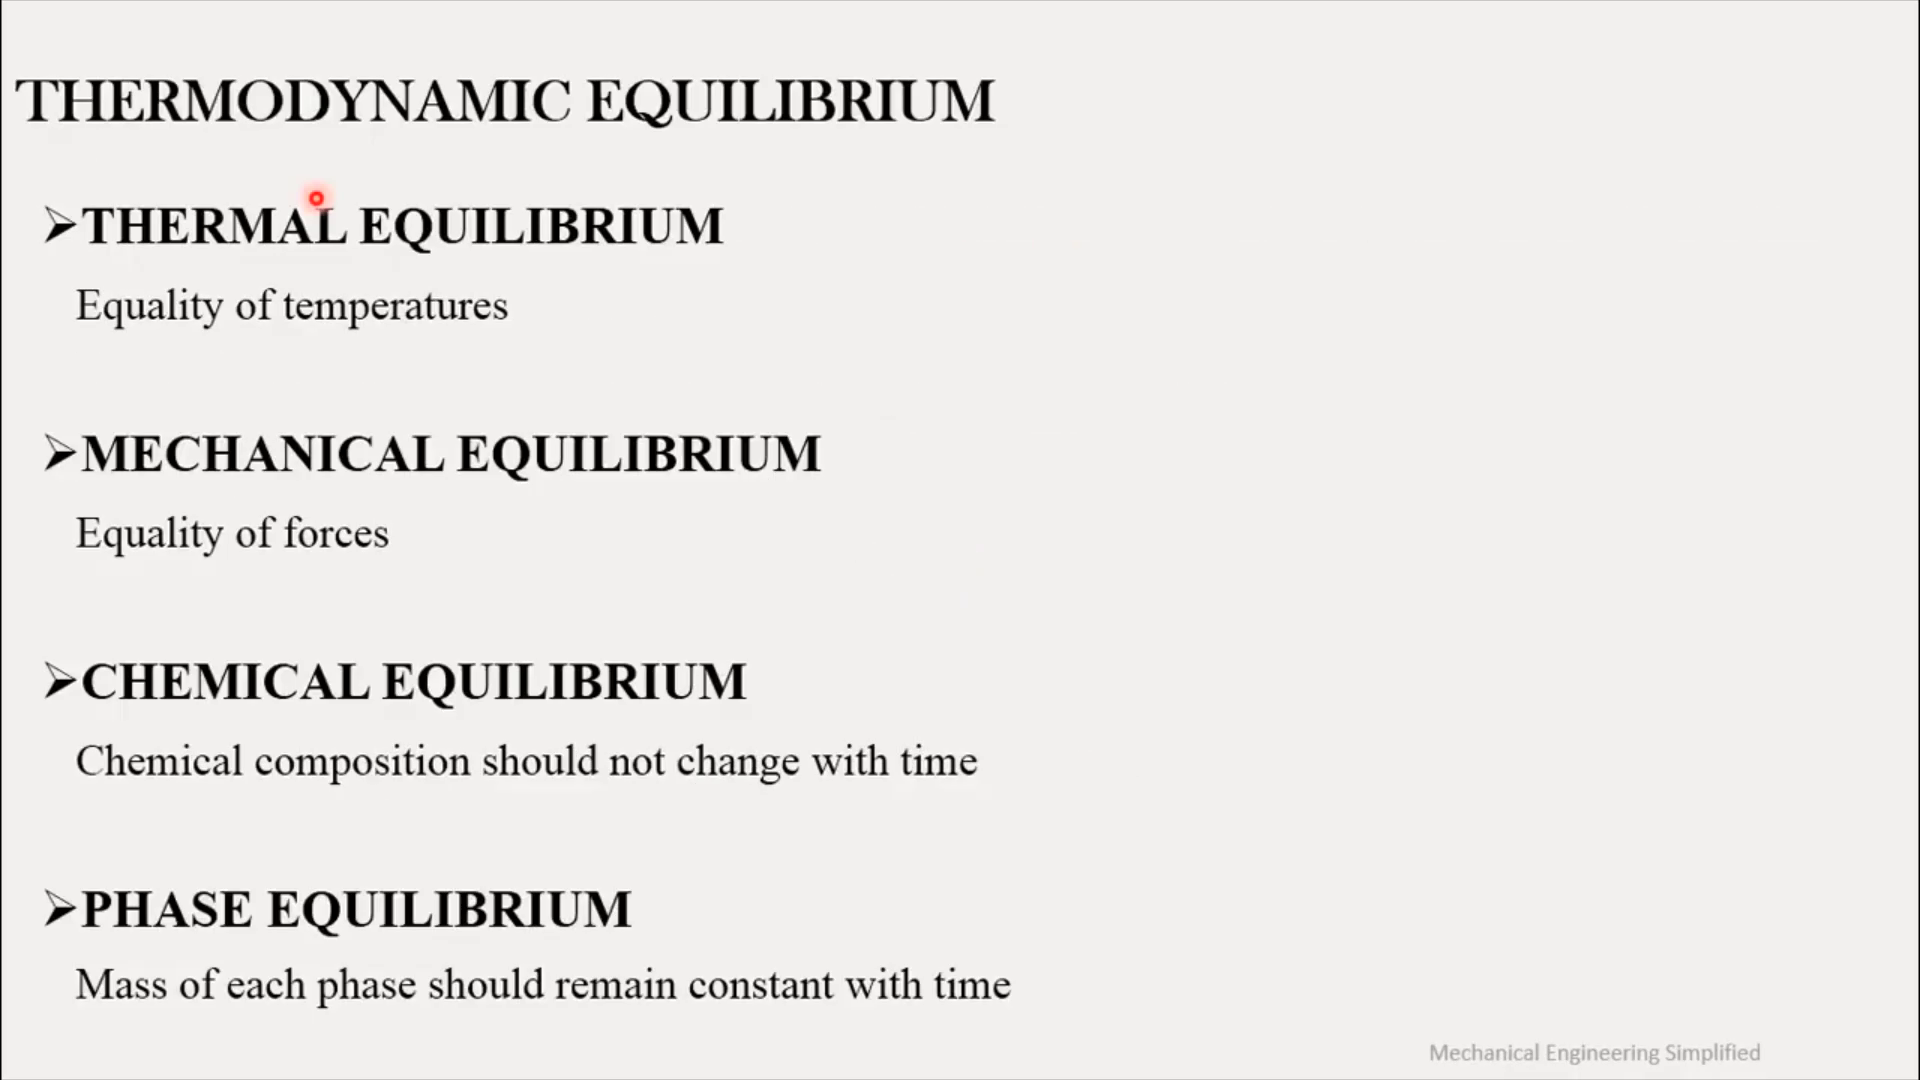 THERMODYNAMIC EQUILIBRIUM
➢THERMAL EQUILIBRIUM
Equality of temperatures
➢MECHANICAL EQUILIBRIUM
Equality of forces
➢CHEMICAL EQUILIBRIUM
Chemical composition should not change with time
➢PHASE EQUILIBRIUM
Mass of each phase should remain constant with time
Mechanical Engineering Simplified